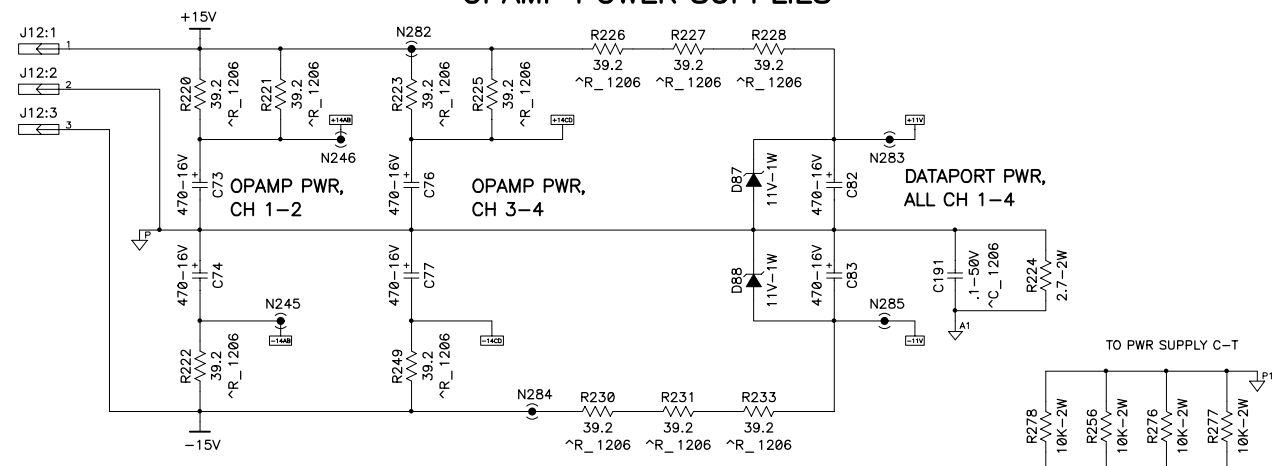 OPAMP POWER SUPPLIES
+15V
J12:1
1
J12:2
2
J12:3
3
N282
R226
39.2
^R_1206
R227
39.2
^R_1206
R228
39.2
^R_1206
R220
39.2
^R_1206
R221
39.2
^R_1206
R223
39.2
^R_1206
R225
39.2
^R_1206
+14AB
N246
+14CD
+11V
N283
470-16V
+
C73
OPAMP PWR,
CH 1-2
470-16V
+
C76
OPAMP PWR,
CH 3-4
D87
11V-1W
470-16V
+
C82
DATAPORT PWR,
ALL CH 1-4
P
470-16V
+
C74
470-16V
+
C77
D88
11V-1W
470-16V
+
C83
C191
.1-50V
^C_1206
R224
2.7-2W
A1
N245
-14AB
-14CD
N285
-11V
R222
39.2
^R_1206
R249
39.2
^R_1206
N284
R230
39.2
^R_1206
R231
39.2
^R_1206
R233
39.2
^R_1206
-15V
TO PWR SUPPLY C-T
P1
R278
10K-2W
R256
10K-2W
R276
10K-2W
R277
10K-2W